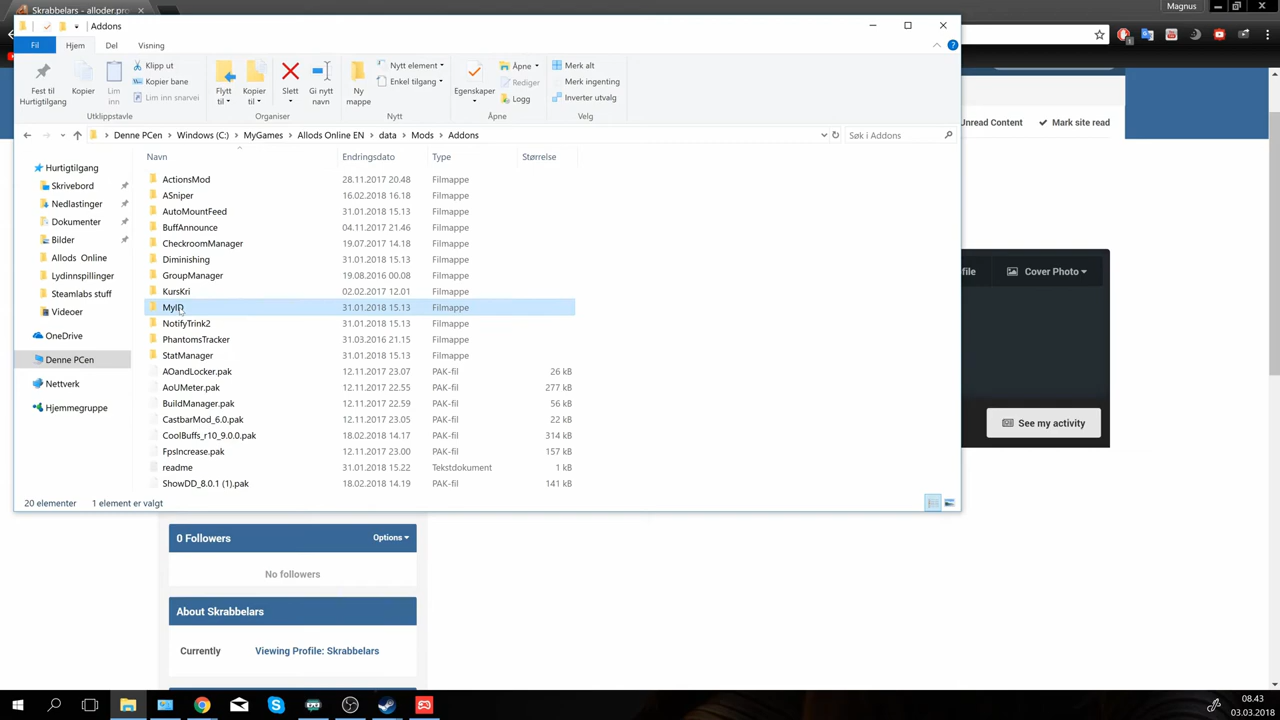 Skrabbelars - alloder.pro
Magnus
Addons
Fil
Hjem
Del
Visning
Fest til
Hurtigtilgang
Kopier
Lim
inn
Klipp ut
Kopier bane
Lim inn snarvei
Utklippstavle
Flytt
til
Kopier
til
Slett
Gi nytt
navn
Organiser
Ny
mappe
Nytt element
Enkel tilgang
Nytt
Egenskaper
Åpne
Rediger
Logg
Åpne
Merk alt
Merk ingenting
Inverter utvalg
Velg
Denne PCen > Windows (C:) > MyGames > Allods Online EN > data > Mods > Addons
Søk i Addons
Unread Content
Mark site read
Navn Endringsdato Type Størrelse
Hurtigtilgang
Skrivebord
Nedlastinger
Dokumenter
Bilder
Allods Online
Lydinnspillinger
Steamlabs stuff
Videoer
OneDrive
Denne PCen
Nettverk
Hjemmegruppe
ActionsMod 28.11.2017 20.48 Filmappe
ASniper 16.02.2018 16.18 Filmappe
AutoMountFeed 31.01.2018 15.13 Filmappe
BuffAnnounce 04.11.2017 21.46 Filmappe
CheckroomManager 19.07.2017 14.18 Filmappe
Diminishing 31.01.2018 15.13 Filmappe
GroupManager 19.08.2016 00.08 Filmappe
KursKri 02.02.2017 12.01 Filmappe
MyID 31.01.2018 15.13 Filmappe
NotifyTrink2 31.01.2018 15.13 Filmappe
PhantomsTracker 31.03.2016 21.15 Filmappe
StatManager 31.01.2018 15.13 Filmappe
AOandLocker.pak 12.11.2017 23.07 PAK-fil 26 kB
AoUMeter.pak 12.11.2017 22.55 PAK-fil 277 kB
BuildManager.pak 12.11.2017 22.59 PAK-fil 56 kB
CastbarMod_6.0.pak 12.11.2017 23.05 PAK-fil 22 kB
CoolBuffs_r10_9.0.0.pak 18.02.2018 14.17 PAK-fil 314 kB
FpsIncrease.pak 12.11.2017 23.00 PAK-fil 157 kB
readme 31.01.2018 15.22 Tekstdokument 1 kB
ShowDD_8.0.1 (1).pak 18.02.2018 14.19 PAK-fil 141 kB
20 elementer 1 element er valgt
file
Cover Photo
See my activity
0 Followers
Options
No followers
About Skrabbelars
Currently
Viewing Profile: Skrabbelars
08.43
03.03.2018